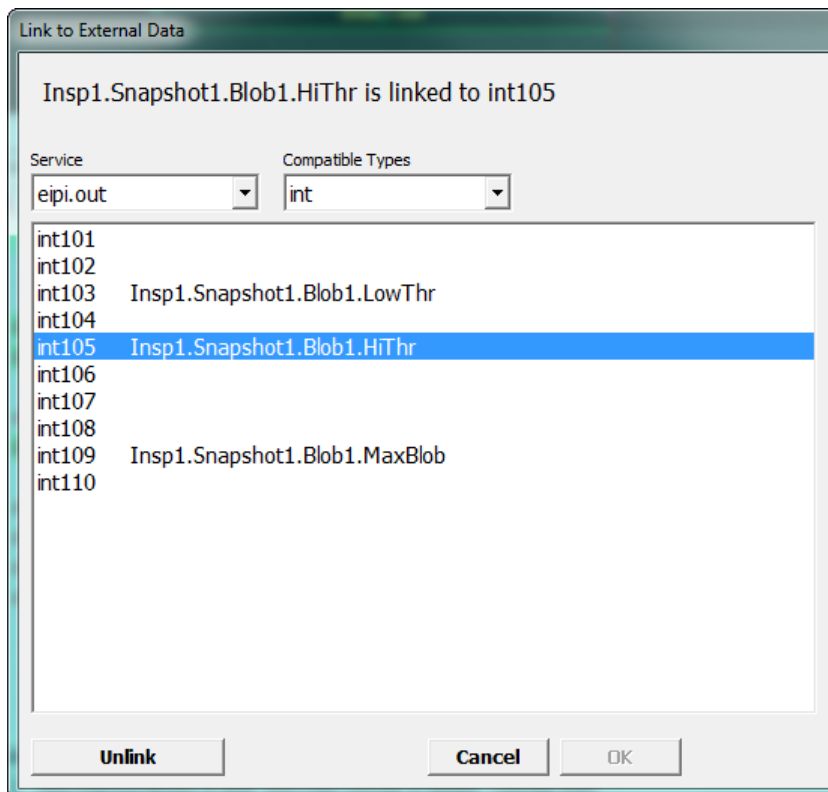 Link to External Data
Insp1.Snapshot1.Blob1.HiThr is linked to int105
Service Compatible Types
eipi.out int
int101
int102
int103 Insp1.Snapshot1.Blob1.LowThr
int104
int105 Insp1.Snapshot1.Blob1.HiThr
int106
int107
int108
int109 Insp1.Snapshot1.Blob1.MaxBlob
int110
Unlink Cancel OK